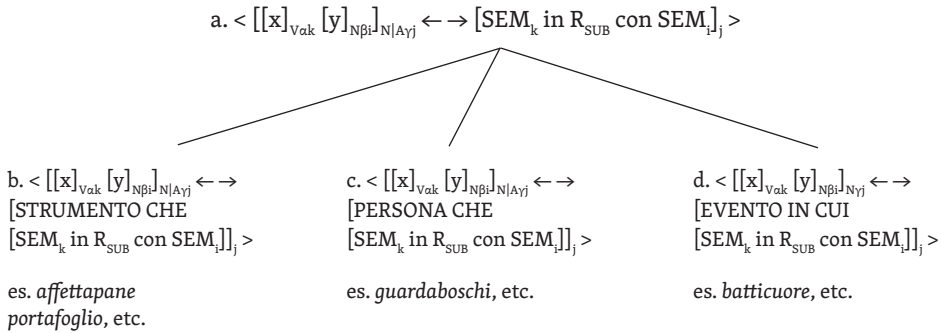 a. < [[x]Vαk [y]Nβi]N|Aγj ←→ [SEMk in RSUB con SEMi]j >
b. < [[x]Vαk [y]Nβi]N|Aγj ←→
[STRUMENTO CHE
[SEMk in RSUB con SEMi]]j >
es. affettapane
portafoglio, etc.
c. < [[x]Vαk [y]Nβi]N|Aγj ←→
[PERSONA CHE
[SEMk in RSUB con SEMi]]j >
es. guardaboschi, etc.
d. < [[x]Vαk [y]Nβi]Nγj ←→
[EVENTO IN CUI
[SEMk in RSUB con SEMi]]j >
es. batticuore, etc.